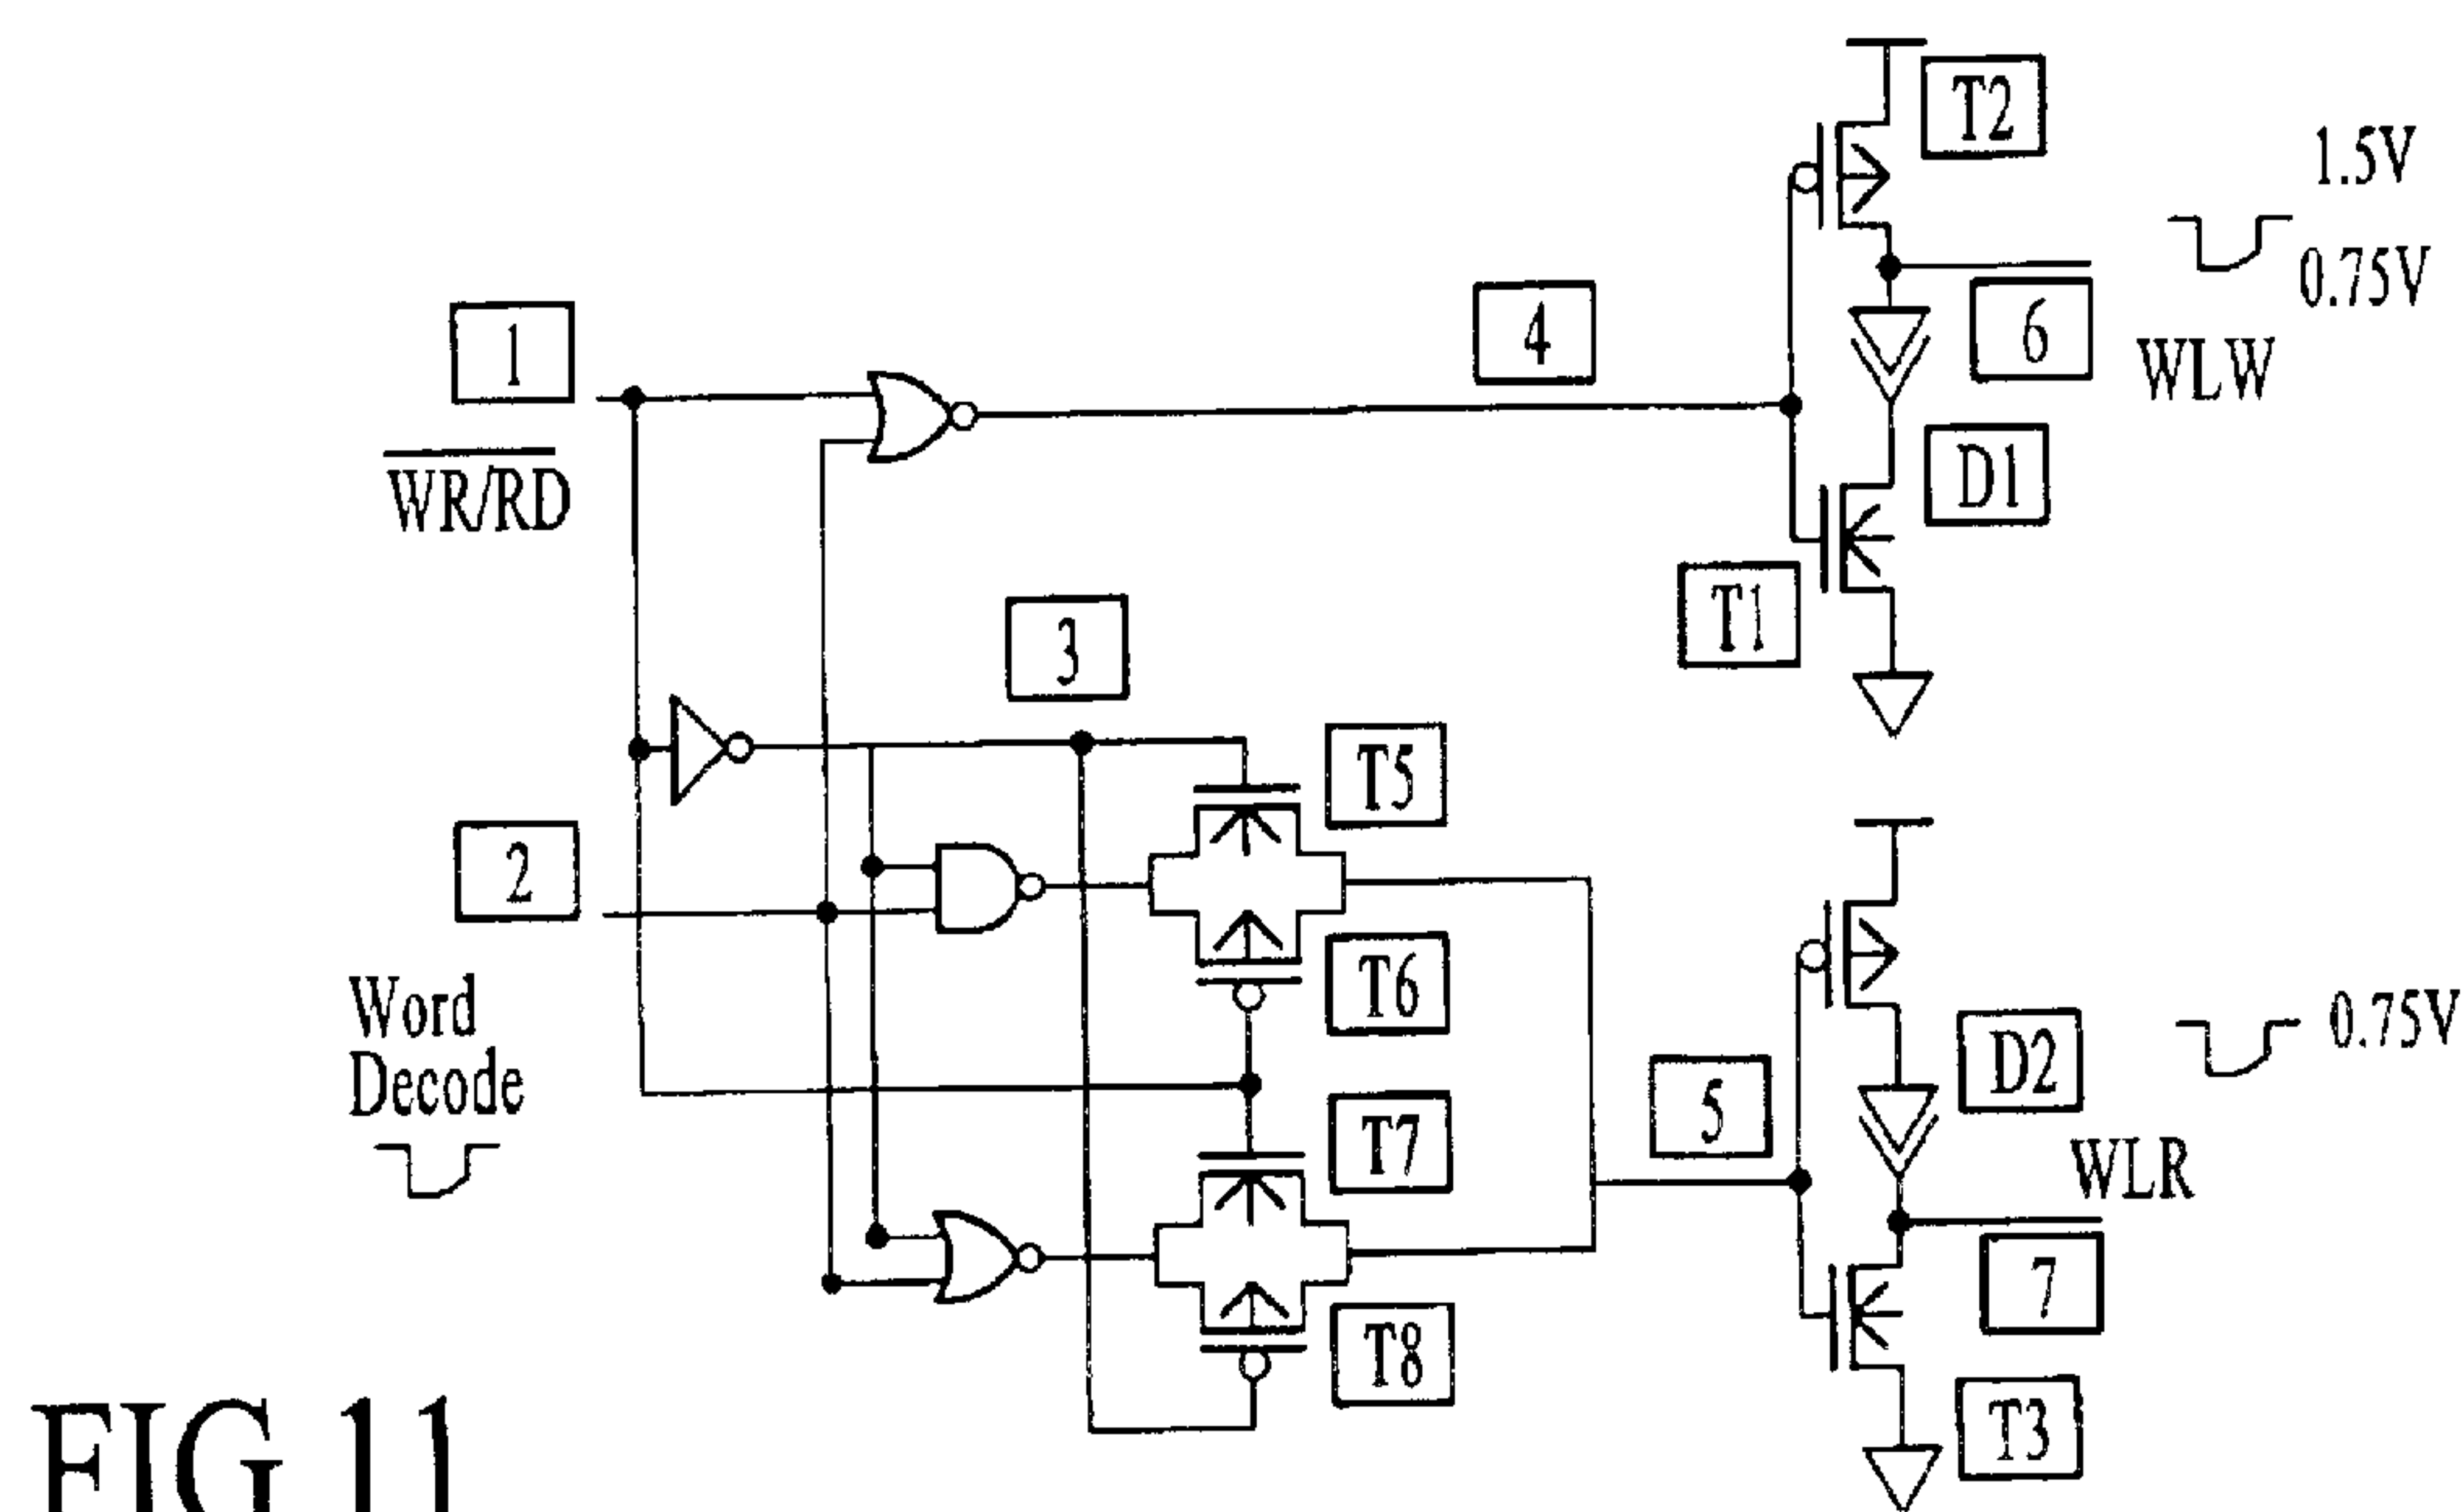 T2
1.5V
0.75V
1
4
6
WLW
WR/RD
D1
T1
3
T5
2
T6
D2
0.75V
Word
Decode
5
T7
WLR
7
T8
T3
FIG 11